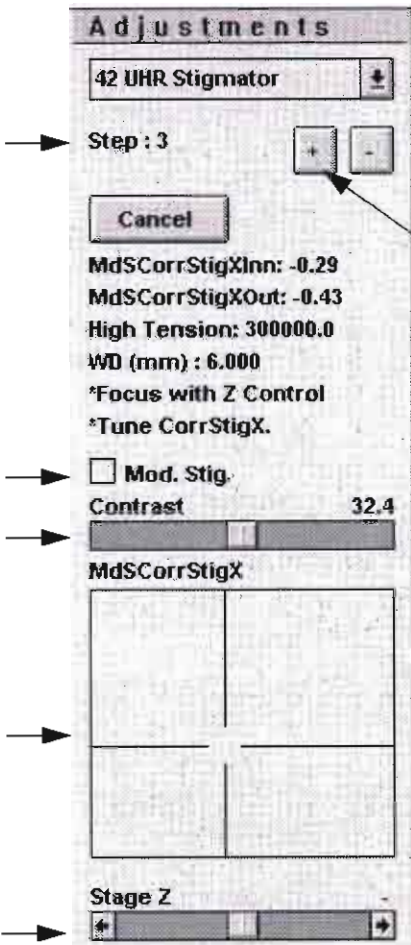 Adjustments
42 UHR Stigmator
Step : 3 + -
Cancel
MdSCorrStigXInn: -0.29
MdSCorrStigXOut: -0.43
High Tension: 300000.0
WD (mm) : 6.000
*Focus with Z Control
*Tune CorrStigX.
Mod. Stig.
Contrast 32.4
MdSCorrStigX
Stage Z -